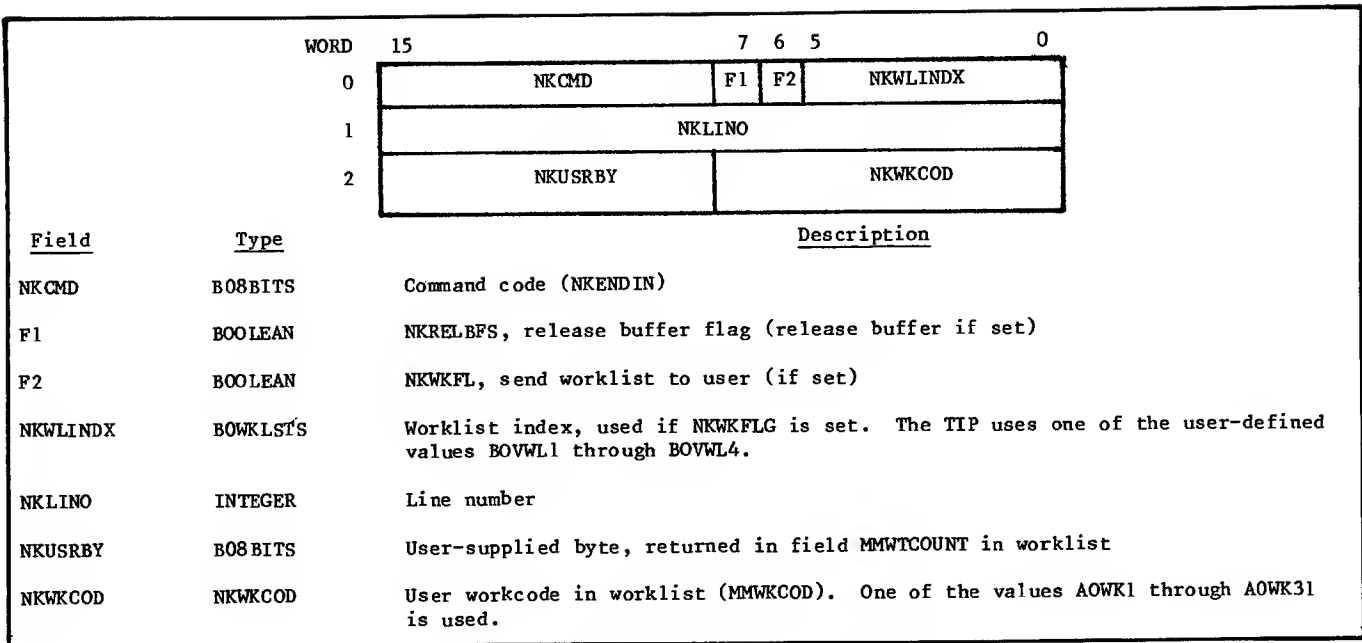 WORD 15 7 6 5 0
0 NKCMD F1 F2 NKWLINDX
1 NKLINO
2 NKUSRBY NKWKCOD
Field Type Description
NKCMD B08BITS Command code (NKENDIN)
F1 BOOLEAN NKRELBFS, release buffer flag (release buffer if set)
F2 BOOLEAN NKWKFL, send worklist to user (if set)
NKWLINDX BOWKLSTS Worklist index, used if NKWKFLG is set. The TIP uses one of the user-defined
values BOVWL1 through BOVWL4.
NKLINO INTEGER Line number
NKUSRBY B08BITS User-supplied byte, returned in field MMWTCOUNT in worklist
NKWKCOD NKWKCOD User workcode in worklist (MMWKCOD). One of the values AOWK1 through AOWK31
is used.